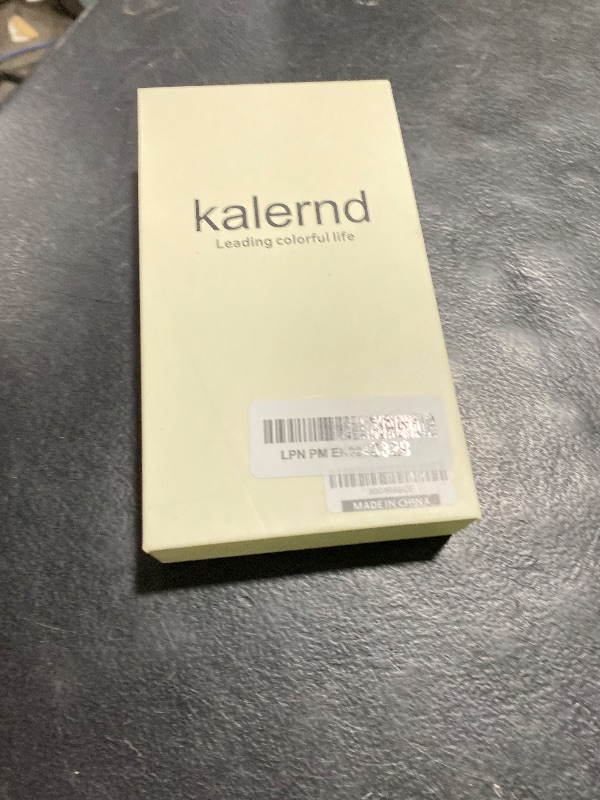 kalernd
Leading colorful life
LPN PM
MADE IN CHINA